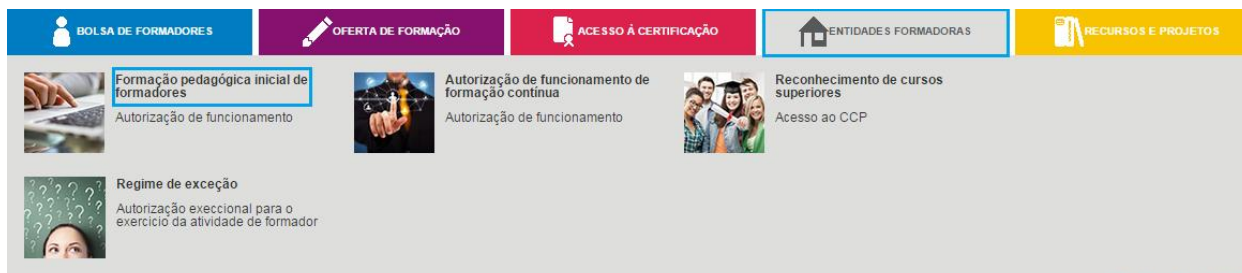 BOLSA DE FORMADORES
OFERTA DE FORMAÇÃO
ACESSO À CERTIFICAÇÃO
ENTIDADES FORMADORAS
RECURSOS E PROJETOS
Formação pedagógica inicial de
formadores
Autorização de funcionamento
Autorização de funcionamento de
formação contínua
Autorização de funcionamento
Reconhecimento de cursos
superiores
Acesso ao CCP
Regime de exceção
Autorização execcional para o
exercicio da atividade de formador